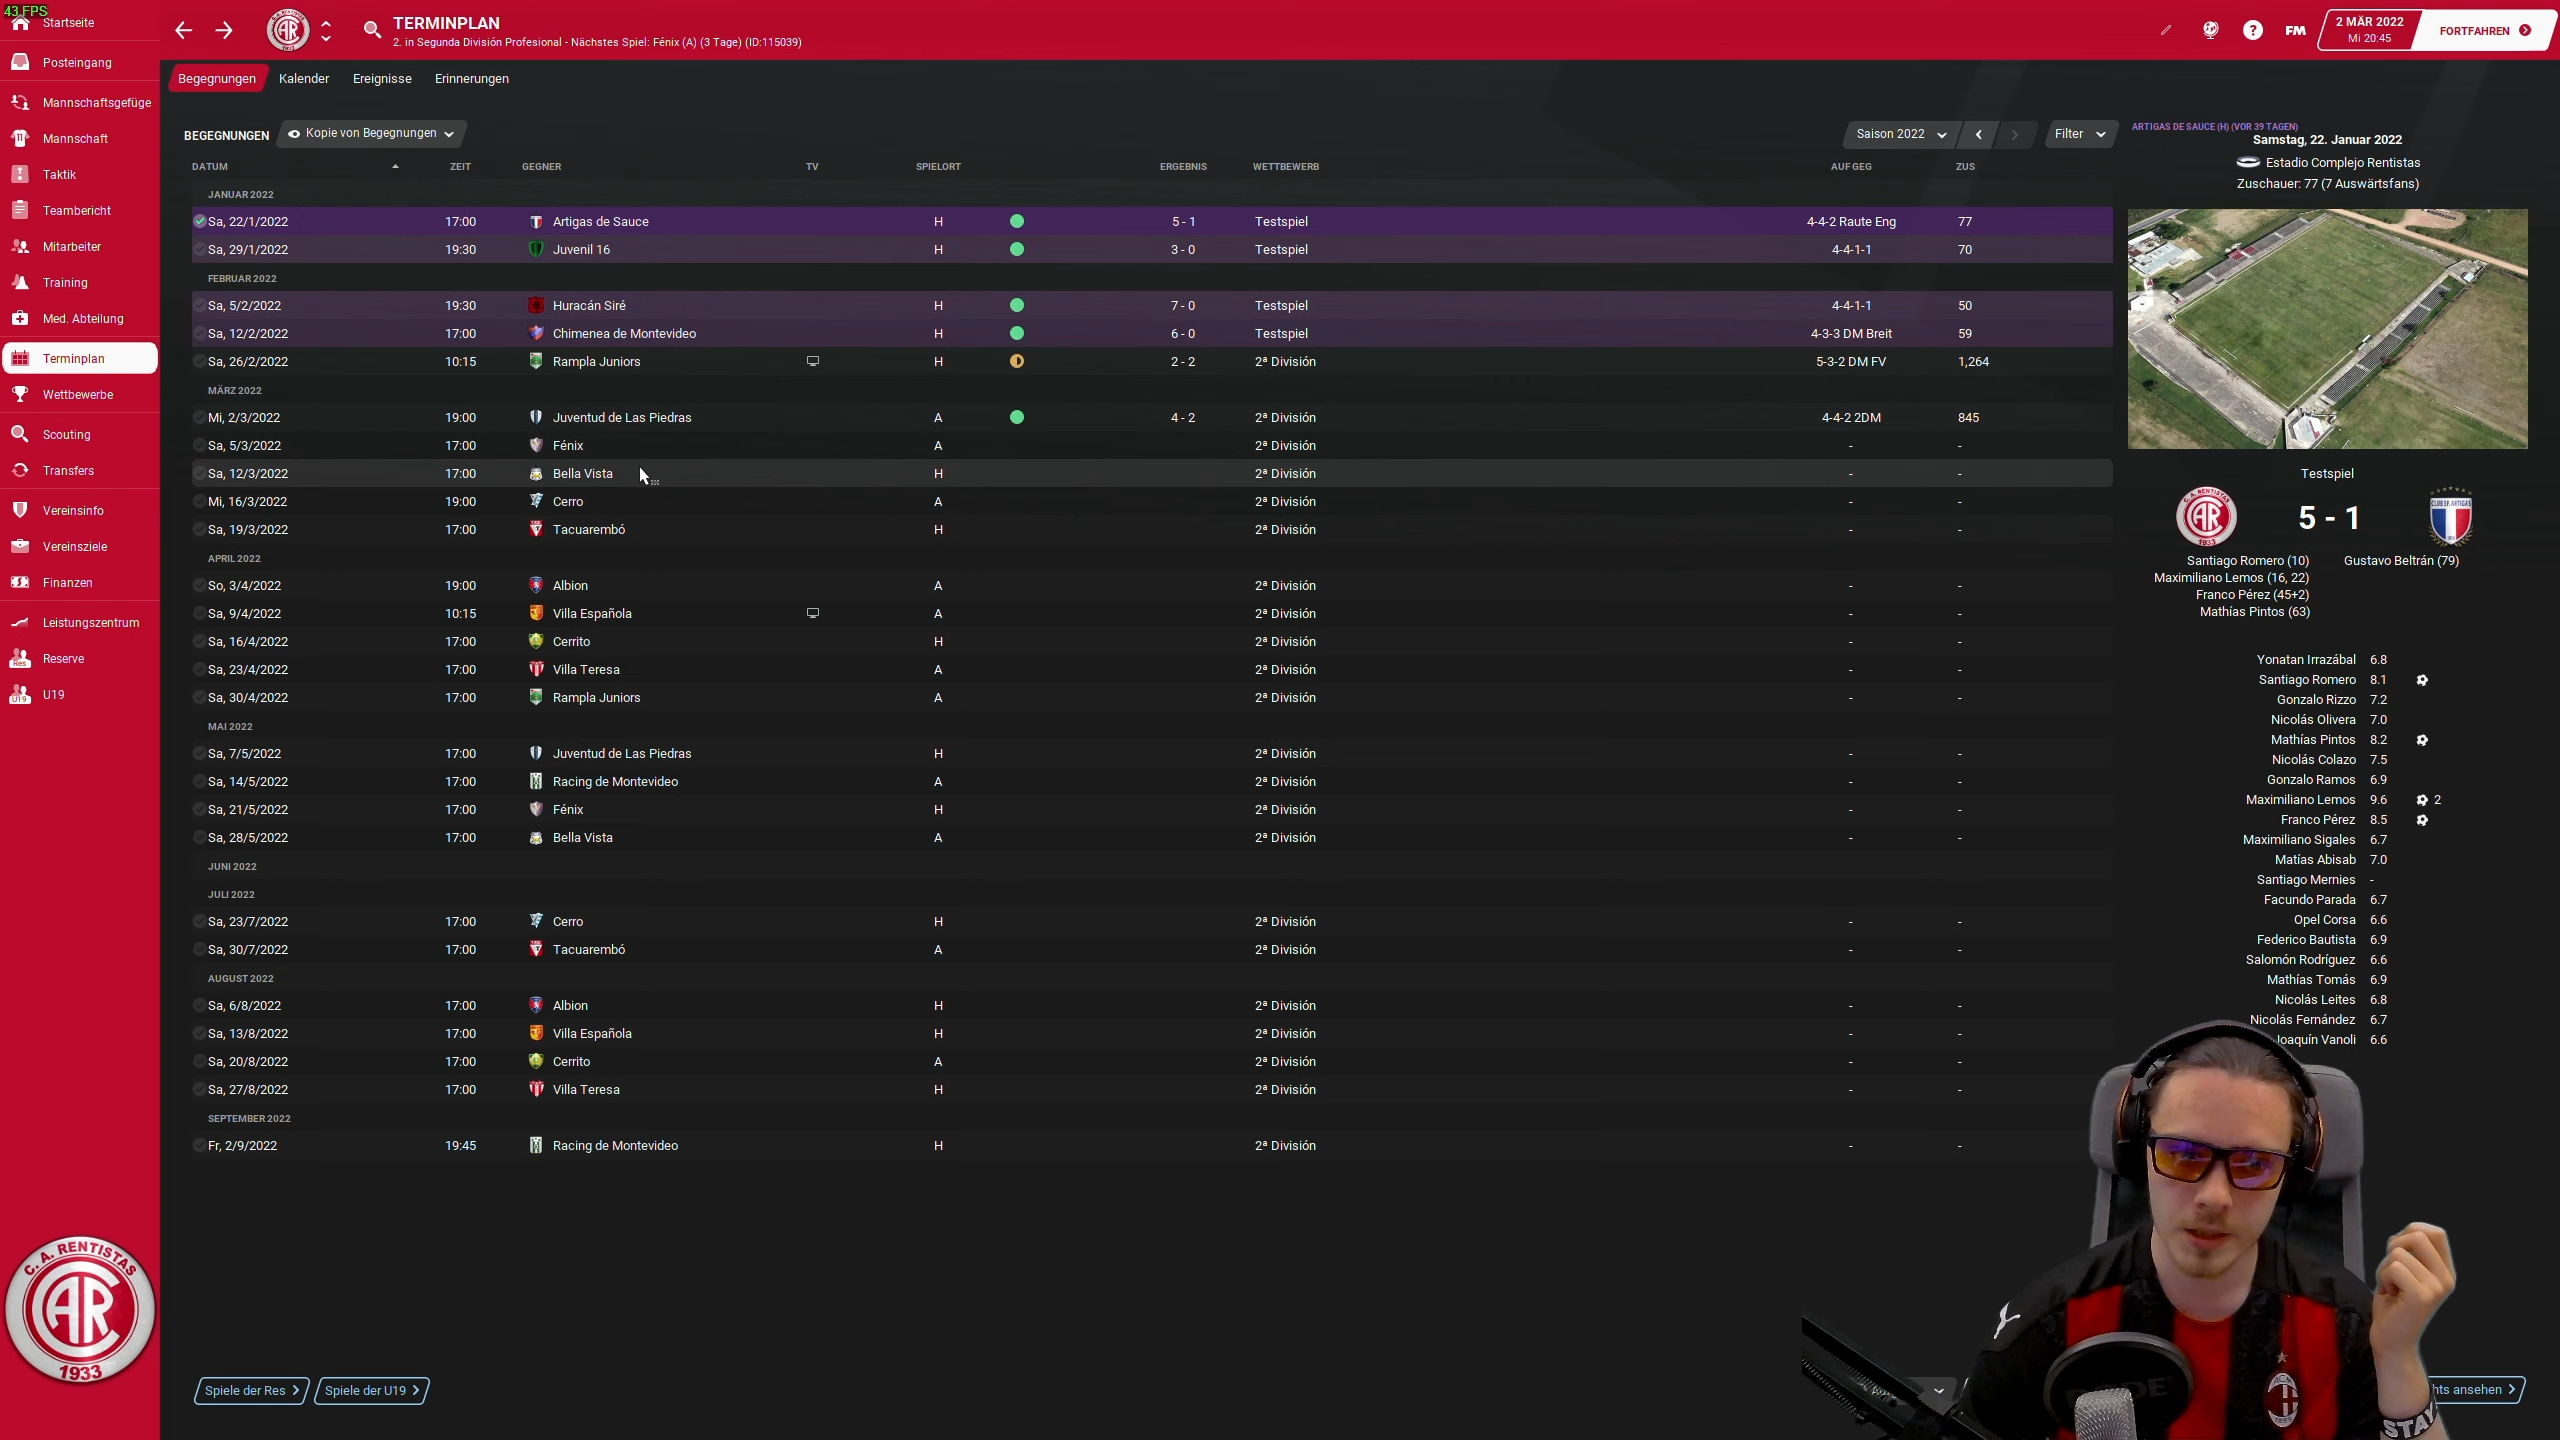 43 FPS
Startseite
Posteingang
Mannschaftsgefüge
Mannschaft
Taktik
Teambericht
Mitarbeiter
Training
Med. Abteilung
Terminplan
Wettbewerbe
Scouting
Transfers
Vereinsinfo
Vereinsziele
Finanzen
Leistungszentrum
Reserve
U19
C. A. RENTISTAS
1933
TERMINPLAN
2. in Segunda División Profesional - Nächstes Spiel: Fénix (A) (3 Tage) (ID:115039)
FM
2 MÄR 2022
Mi 20:45
FORTFAHREN
Begegnungen Kalender Ereignisse Erinnerungen
BEGEGNUNGEN Kopie von Begegnungen Saison 2022 Filter
DATUM ZEIT GEGNER TV SPIELORT ERGEBNIS WETTBEWERB AUF GEG ZUS
JANUAR 2022
Sa, 22/1/2022 17:00 Artigas de Sauce H 5 - 1 Testspiel 4-4-2 Raute Eng 77
Sa, 29/1/2022 19:30 Juvenil 16 H 3 - 0 Testspiel 4-4-1-1 70
FEBRUAR 2022
Sa, 5/2/2022 19:30 Huracán Siré H 7 - 0 Testspiel 4-4-1-1 50
Sa, 12/2/2022 17:00 Chimenea de Montevideo H 6 - 0 Testspiel 4-3-3 DM Breit 59
Sa, 26/2/2022 10:15 Rampla Juniors H 2 - 2 2ª División 5-3-2 DM FV 1,264
MÄRZ 2022
Mi, 2/3/2022 19:00 Juventud de Las Piedras A 4 - 2 2ª División 4-4-2 2DM 845
Sa, 5/3/2022 17:00 Fénix A 2ª División - -
Sa, 12/3/2022 17:00 Bella Vista H 2ª División - -
Mi, 16/3/2022 19:00 Cerro A 2ª División - -
Sa, 19/3/2022 17:00 Tacuarembó H 2ª División - -
APRIL 2022
So, 3/4/2022 19:00 Albion A 2ª División - -
Sa, 9/4/2022 10:15 Villa Española A 2ª División - -
Sa, 16/4/2022 17:00 Cerrito H 2ª División - -
Sa, 23/4/2022 17:00 Villa Teresa A 2ª División - -
Sa, 30/4/2022 17:00 Rampla Juniors A 2ª División - -
MAI 2022
Sa, 7/5/2022 17:00 Juventud de Las Piedras H 2ª División - -
Sa, 14/5/2022 17:00 Racing de Montevideo A 2ª División - -
Sa, 21/5/2022 17:00 Fénix H 2ª División - -
Sa, 28/5/2022 17:00 Bella Vista A 2ª División - -
JUNI 2022
JULI 2022
Sa, 23/7/2022 17:00 Cerro H 2ª División - -
Sa, 30/7/2022 17:00 Tacuarembó A 2ª División - -
AUGUST 2022
Sa, 6/8/2022 17:00 Albion H 2ª División - -
Sa, 13/8/2022 17:00 Villa Española H 2ª División - -
Sa, 20/8/2022 17:00 Cerrito A 2ª División - -
Sa, 27/8/2022 17:00 Villa Teresa H 2ª División - -
SEPTEMBER 2022
Fr, 2/9/2022 19:45 Racing de Montevideo H 2ª División - -
Spiele der Res Spiele der U19
ARTIGAS DE SAUCE (H) (VOR 39 TAGEN)
Samstag, 22. Januar 2022
Estadio Complejo Rentistas
Zuschauer: 77 (7 Auswärtsfans)
Testspiel
5 - 1
Santiago Romero (10) Gustavo Beltrán (79)
Maximiliano Lemos (16, 22)
Franco Pérez (45+2)
Mathías Pintos (63)
Yonatan Irrazábal 6.8
Santiago Romero 8.1
Gonzalo Rizzo 7.2
Nicolás Olivera 7.0
Mathías Pintos 8.2
Nicolás Colazo 7.5
Gonzalo Ramos 6.9
Maximiliano Lemos 9.6 2
Franco Pérez 8.5
Maximiliano Sigales 6.7
Matías Abisab 7.0
Santiago Mernies -
Facundo Parada 6.7
Opel Corsa 6.6
Federico Bautista 6.9
Salomón Rodríguez 6.6
Mathías Tomás 6.9
Nicolás Leites 6.8
Nicolás Fernández 6.7
Joaquín Vanoli 6.6
ansehen
STAY